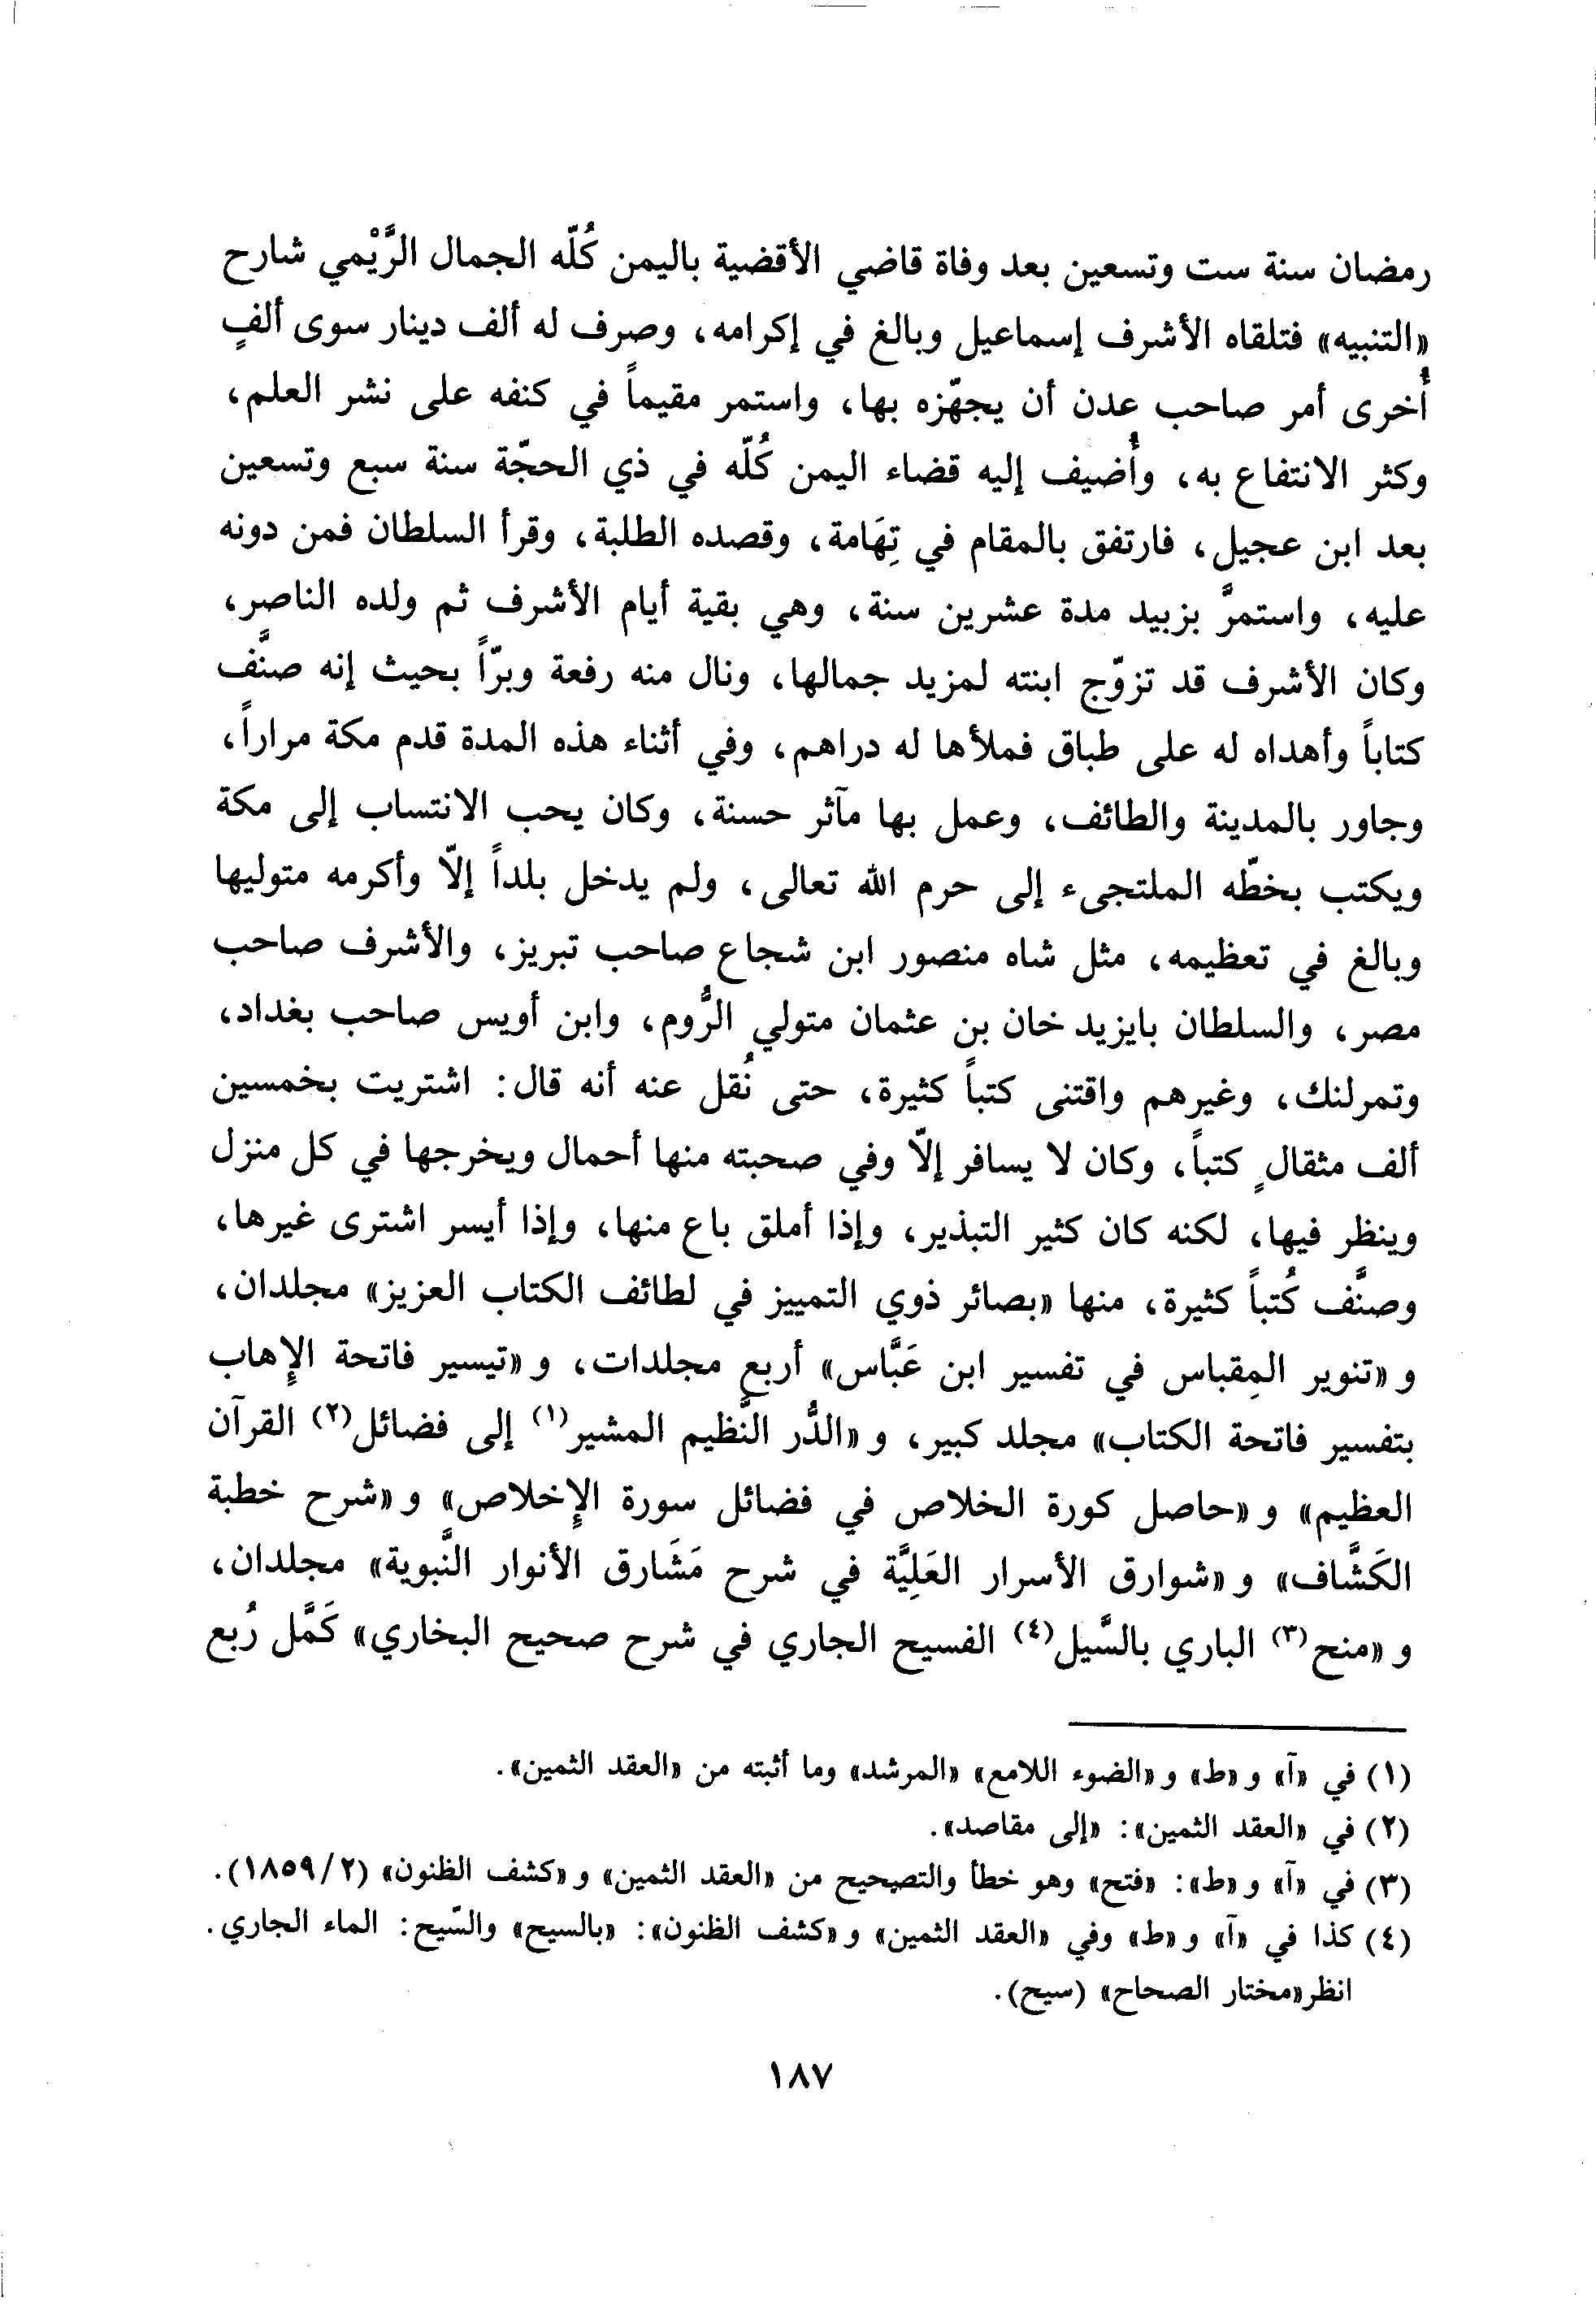 رمضان سنة ست وتسعين بعد وفاة قاضي الأقضية باليمن كُلّه الجمال الرَّيْمي شارح
«التنبيه» فتلقاه الأشرف إسماعيل وبالغ في إكرامه، وصرف له ألف دينار سوى ألفٍ
أُخرى أمر صاحب عدن أن يجهّزه بها، واستمر مقيماً في كنفه على نشر العلم،
وكثر الانتفاع به، وأُضيف إليه قضاء اليمن كُلّه في ذي الحجّة سنة سبع وتسعين
بعد ابن عجيل، فارتفق بالمقام في تِهَامة، وقصده الطلبة، وقرأ السلطان فمن دونه
عليه، واستمرَّ بزبيد مدة عشرين سنة، وهي بقية أيام الأشرف ثم ولده الناصر،
وكان الأشرف قد تزوّج ابنته لمزيد جمالها، ونال منه رفعة وبرّاً بحيث إنه صنَّف
كتاباً وأهداه له على طباق فملأها له دراهم، وفي أثناء هذه المدة قدم مكة مراراً،
وجاور بالمدينة والطائف، وعمل بها مآثر حسنة، وكان يحب الانتساب إلى مكة
ويكتب بخطّه الملتجىء إلى حرم الله تعالى، ولم يدخل بلداً إلاّ وأكرمه متوليها
وبالغ في تعظيمه، مثل شاه منصور ابن شجاع صاحب تبريز، والأشرف صاحب
مصر، والسلطان بايزيد خان بن عثمان متولي الرُّوم، وابن أويس صاحب بغداد،
وتمرلنك، وغيرهم واقتنى كتباً كثيرة، حتى نُقل عنه أنه قال: اشتريت بخمسين
ألف مثقالٍ كتباً، وكان لا يسافر إلاّ وفي صحبته منها أحمال ويخرجها في كل منزل
وينظر فيها، لكنه كان كثير التبذير، وإذا أملق باع منها، وإذا أيسر اشترى غيرها،
وصنَّف كُتباً كثيرة، منها «بصائر ذوي التمييز في لطائف الكتاب العزيز» مجلدان،
و «تنوير المِقباس في تفسير ابن عَبَّاس» أربع مجلدات، و «تيسير فاتحة الإِهاب
بتفسير فاتحة الكتاب» مجلد كبير، و «الدُّر النَّظيم المشير(١) إلى فضائل(٢) القرآن
العظيم» و «حاصل كورة الخلاص في فضائل سورة الإِخلاص» و «شرح خطبة
الكَشَّاف» و «شوارق الأسرار العَلِيَّة في شرح مَشَارق الأنوار النَّبوية» مجلدان،
و «منح(٣) الباري بالسَّيل(٤) الفسيح الجاري في شرح صحيح البخاري» كَمَّل رُبع
(١) في «آ» و «ط» و «الضوء اللامع» «المرشد» وما أثبته من «العقد الثمين».
(٢) في «العقد الثمين»: «إلى مقاصد».
(٣) في «آ» و «ط»: «فتح» وهو خطأ والتصحيح من «العقد الثمين» و «كشف الظنون» (١٨٥٩/٢).
(٤) كذا في «آ» و «ط» وفي «العقد الثمين» و «كشف الظنون»: «بالسيح» والسّيح: الماء الجاري.
انظر «مختار الصحاح» (سيح).
١٨٧